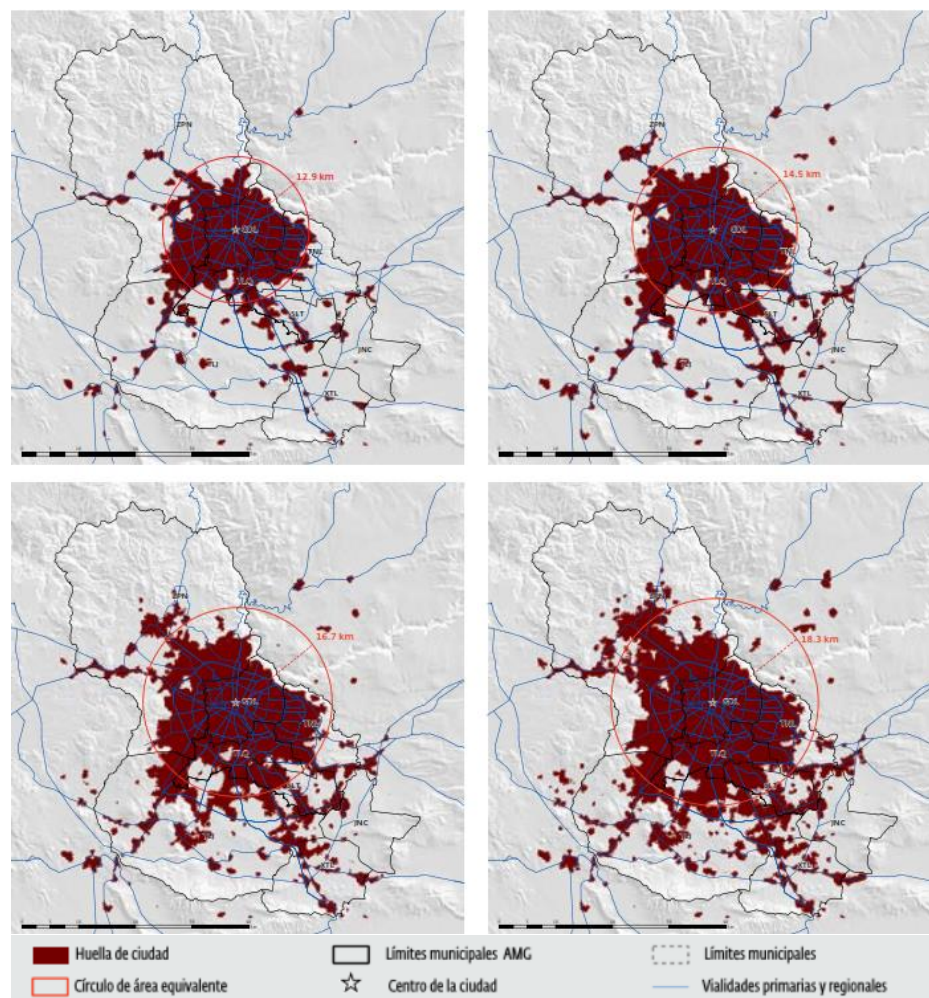 ZPN
12.9 km
GDL
TNL
TLQ
SLT
JNC
TLJ
XTL
ZPN
14.5 km
GDL
TNL
TLQ
SLT
JNC
TLJ
XTL
ZPN
16.7 km
GDL
TNL
TLQ
SLT
JNC
XTL
ZPN
18.3 km
GDL
TNL
TLQ
SLT
JNC
XTL
Huella de ciudad
Límites municipales AMG
Límites municipales
Círculo de área equivalente
Centro de la ciudad
Vialidades primarias y regionales